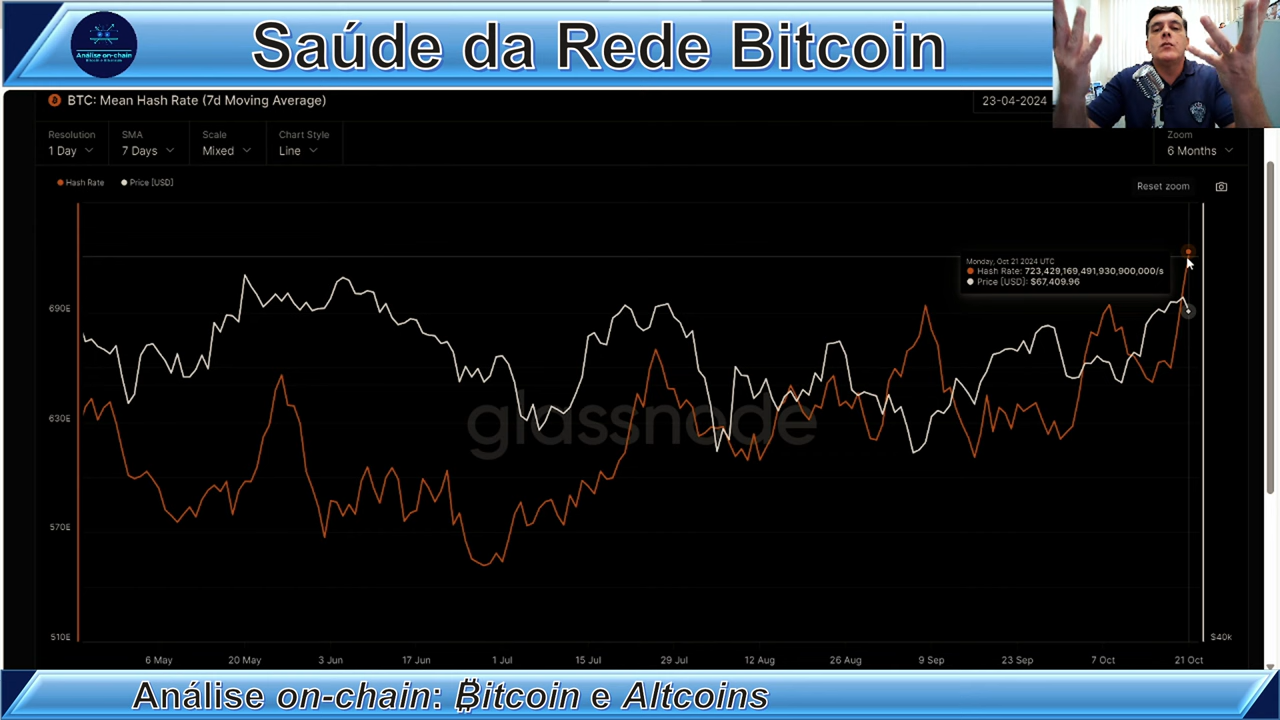 Análise on-chain
Saúde da Rede Bitcoin
BTC: Mean Hash Rate (7d Moving Average)
23-04-2024
Resolution
1 Day
SMA
7 Days
Scale
Mixed
Chart Style
Line
Zoom
6 Months
Hash Rate
Price [USD]
Reset zoom
Monday, Oct 21 2024 UTC
Hash Rate: 723,429,169,491,930,900,000/s
Price [USD]: $67,409.96
690E
630E
570E
510E
$40k
glassnode
6 May 20 May 3 Jun 17 Jun 1 Jul 15 Jul 29 Jul 12 Aug 26 Aug 9 Sep 23 Sep 7 Oct 21 Oct
Análise on-chain: ₿itcoin e Altcoins